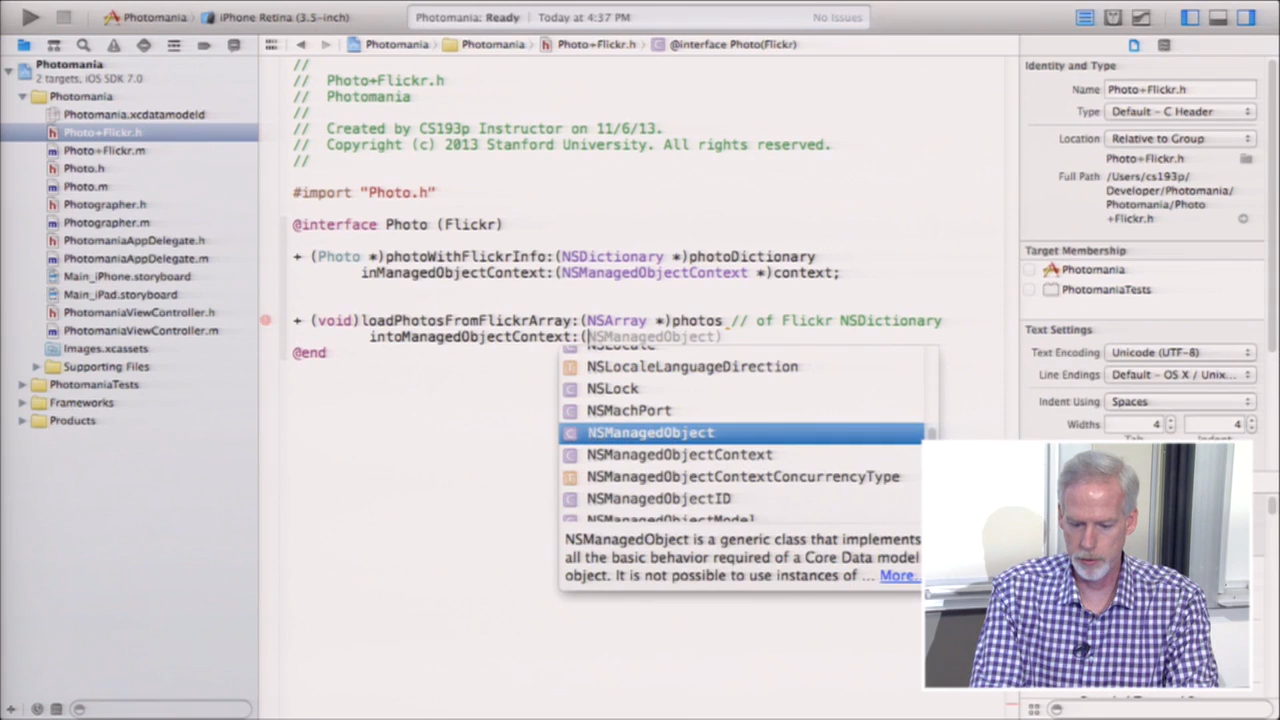 Photomania
iPhone Retina (3.5-inch)
Photomania: Ready
Today at 4:37 PM
No Issues
Photomania
Photomania
Photo+Flickr.h
@interface Photo(Flickr)
Photomania
2 targets, iOS SDK 7.0
Photomania
Photomania.xcdatamodeld
Photo+Flickr.h
Photo+Flickr.m
Photo.h
Photo.m
Photographer.h
Photographer.m
PhotomaniaAppDelegate.h
PhotomaniaAppDelegate.m
Main_iPhone.storyboard
Main_iPad.storyboard
PhotomaniaViewController.h
PhotomaniaViewController.m
Images.xcassets
Supporting Files
PhotomaniaTests
Frameworks
Products
//
// Photo+Flickr.h
// Photomania
//
// Created by CS193p Instructor on 11/6/13.
// Copyright (c) 2013 Stanford University. All rights reserved.
//
#import "Photo.h"
@interface Photo (Flickr)
+ (Photo *)photoWithFlickrInfo:(NSDictionary *)photoDictionary
inManagedObjectContext:(NSManagedObjectContext *)context;
+ (void)loadPhotosFromFlickrArray:(NSArray *)photos // of Flickr NSDictionary
intoManagedObjectContext:(NSManagedObject)
@end
NSLocale
NSLocaleLanguageDirection
NSLock
NSMachPort
NSManagedObject
NSManagedObjectContext
NSManagedObjectContextConcurrencyType
NSManagedObjectID
NSManagedObjectModel
NSManagedObject is a generic class that implements
all the basic behavior required of a Core Data model
object. It is not possible to use instances of ... More..
Identity and Type
Name Photo+Flickr.h
Type Default - C Header
Location Relative to Group
Photo+Flickr.h
Full Path /Users/cs193p/
Developer/Photomania/
Photomania/Photo
+Flickr.h
Target Membership
Photomania
PhotomaniaTests
Text Settings
Text Encoding Unicode (UTF-8)
Line Endings Default - OS X / Unix...
Indent Using Spaces
Widths 4 4